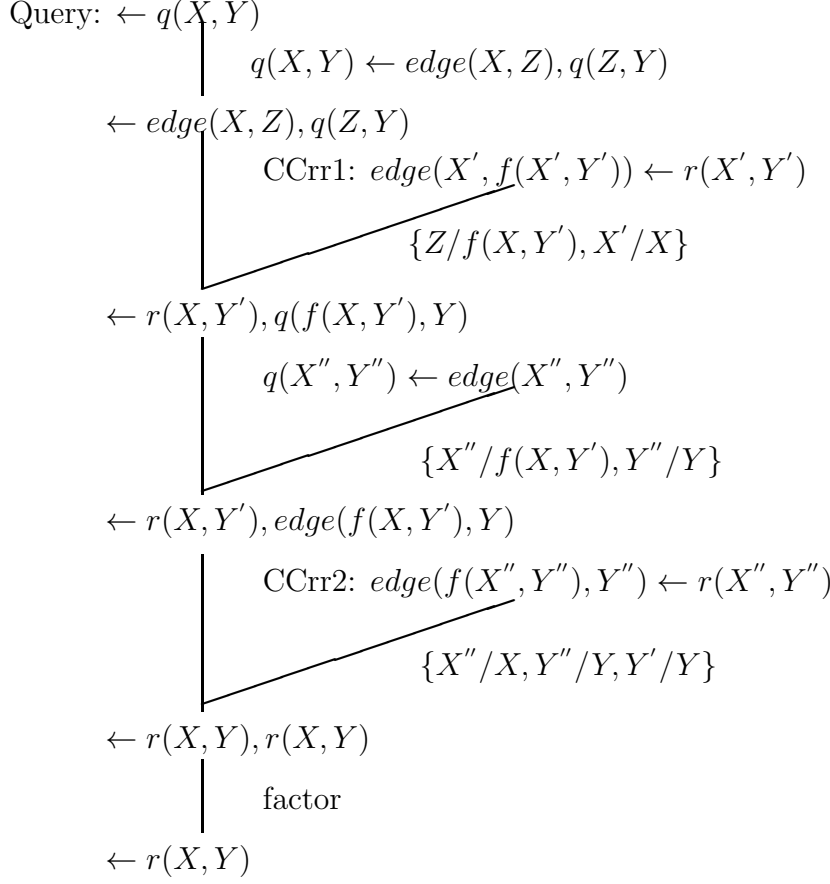 Query: ← q(X, Y)
q(X, Y) ← edge(X, Z), q(Z, Y)
← edge(X, Z), q(Z, Y)
CCrr1: edge(X′, f(X′, Y′)) ← r(X′, Y′)
{Z/f(X, Y′), X′/X}
← r(X, Y′), q(f(X, Y′), Y)
q(X″, Y″) ← edge(X″, Y″)
{X″/f(X, Y′), Y″/Y}
← r(X, Y′), edge(f(X, Y′), Y)
CCrr2: edge(f(X″, Y″), Y″) ← r(X″, Y″)
{X″/X, Y″/Y, Y′/Y}
← r(X, Y), r(X, Y)
factor
← r(X, Y)